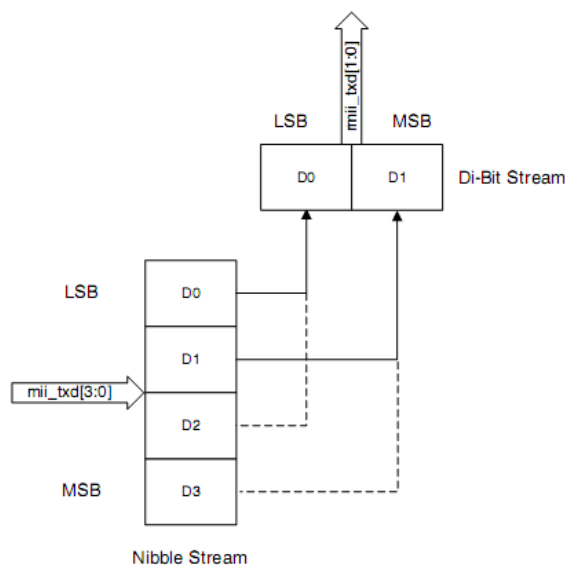 rmii_txd[1:0]
LSB MSB
D0 D1 Di-Bit Stream
LSB D0
D1
mii_txd[3:0]
D2
MSB D3
Nibble Stream